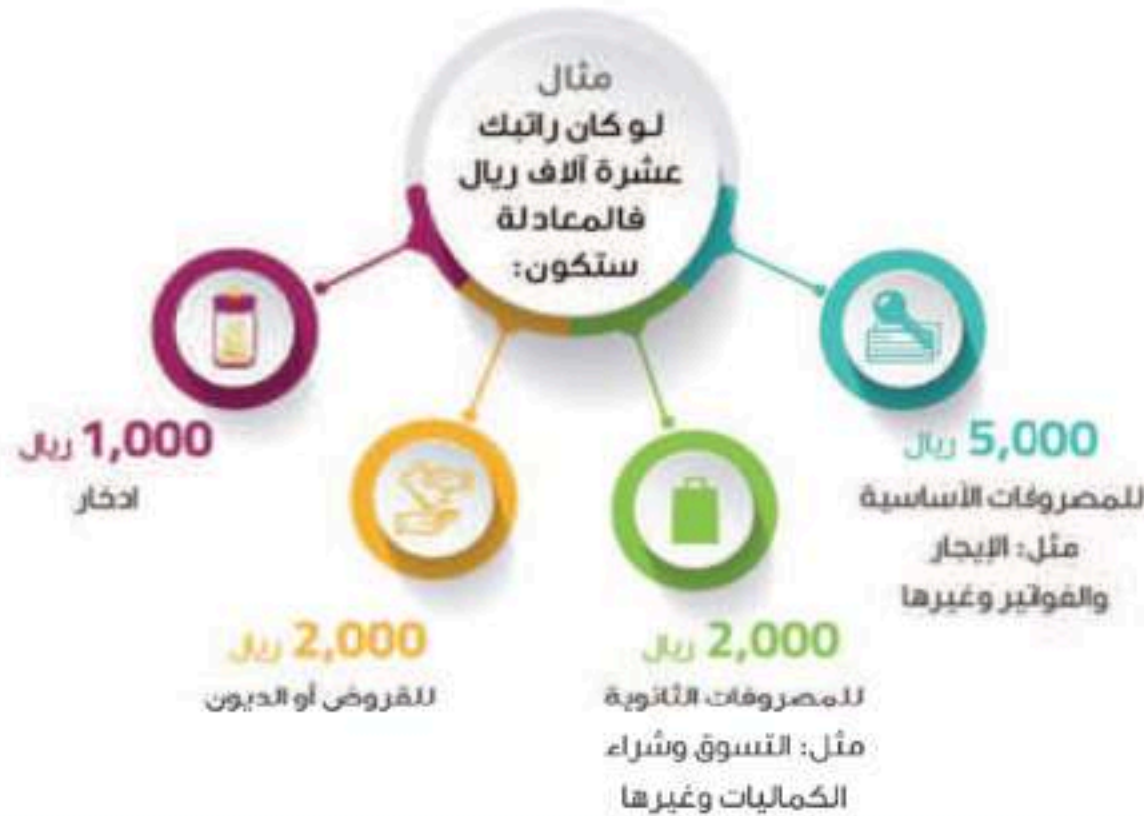 مثال
لو كان راتبك
عشرة آلاف ريال
فالمعادلة
ستكون:
5,000 ريال
للمصروفات الأساسية
مثل: الإيجار
والفواتير وغيرها
2,000 ريال
للمصروفات الثانوية
مثل: التسوق وشراء
الكماليات وغيرها
2,000 ريال
للقروض أو الديون
1,000 ريال
ادخار